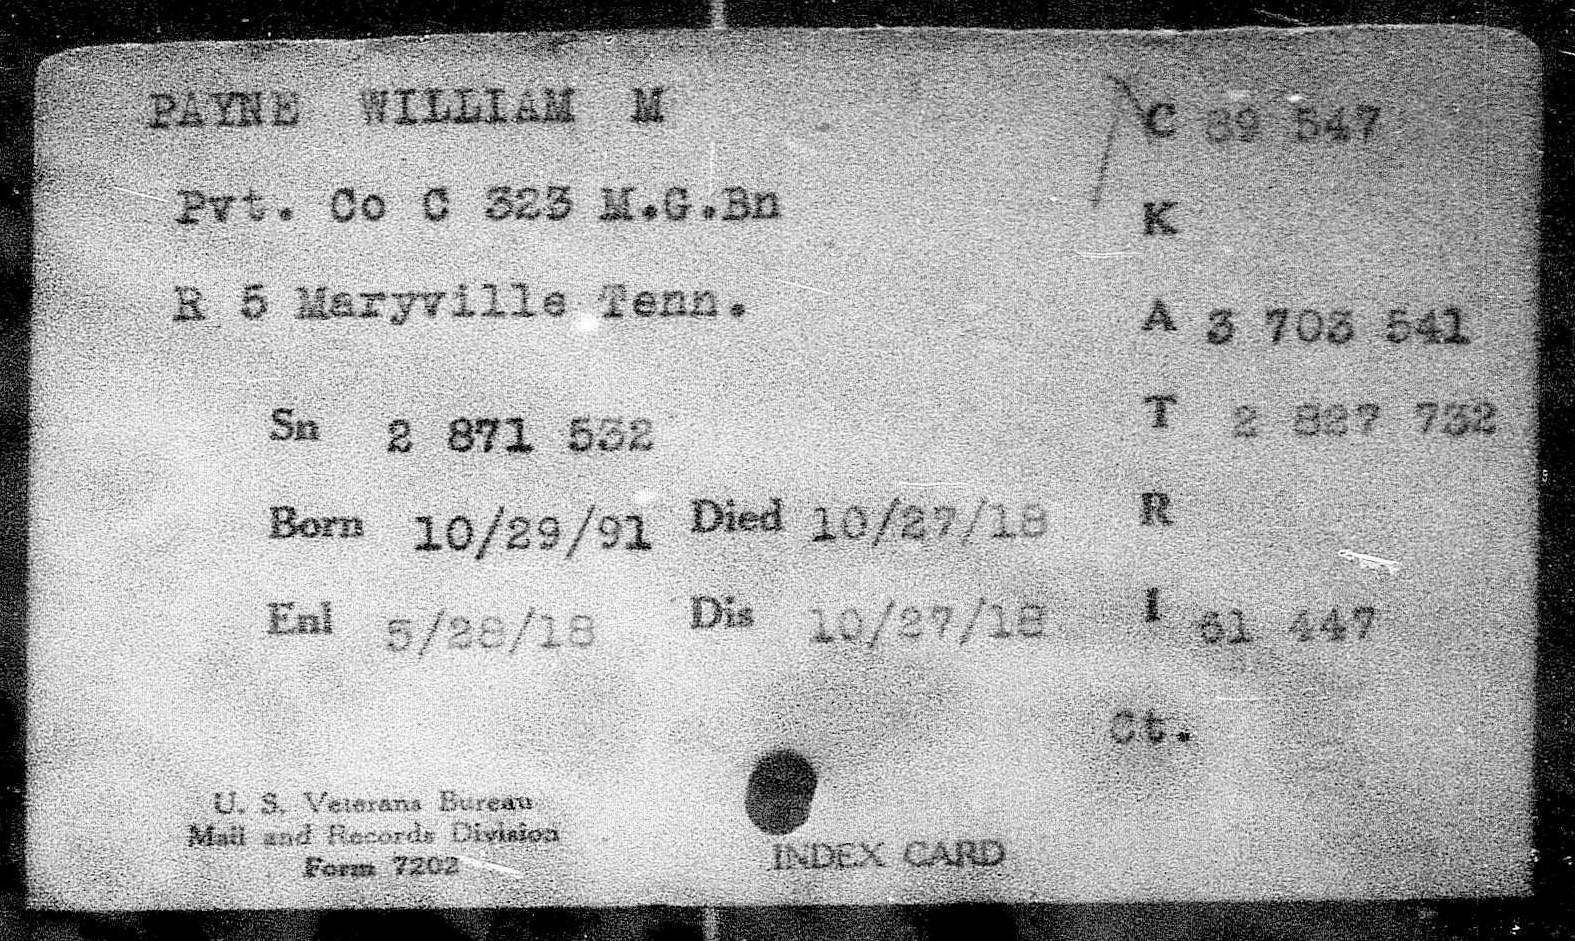 PAYNE WILLIAM M
C 89 547
Pvt. Co C 323 M.G.Bn
K
R 5 Maryville Tenn.
A 3 703 541
T 2 827 732
Sn 2 871 532
Born 10/29/91 Died 10/27/18
R
Enl 5/28/18 Dis 10/27/18
I 61 447
Ct.
U. S. Veterans Bureau
Mail and Records Division
Form 7202
INDEX CARD